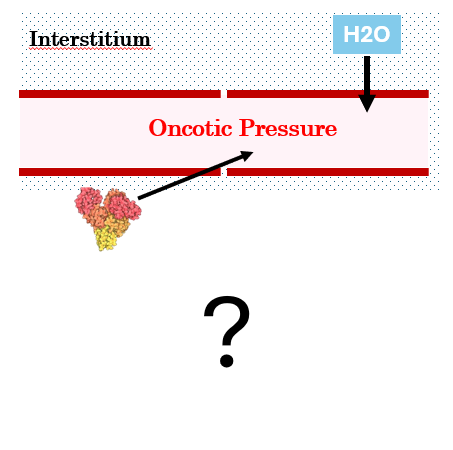 Interstitium
H2O
Oncotic Pressure
?